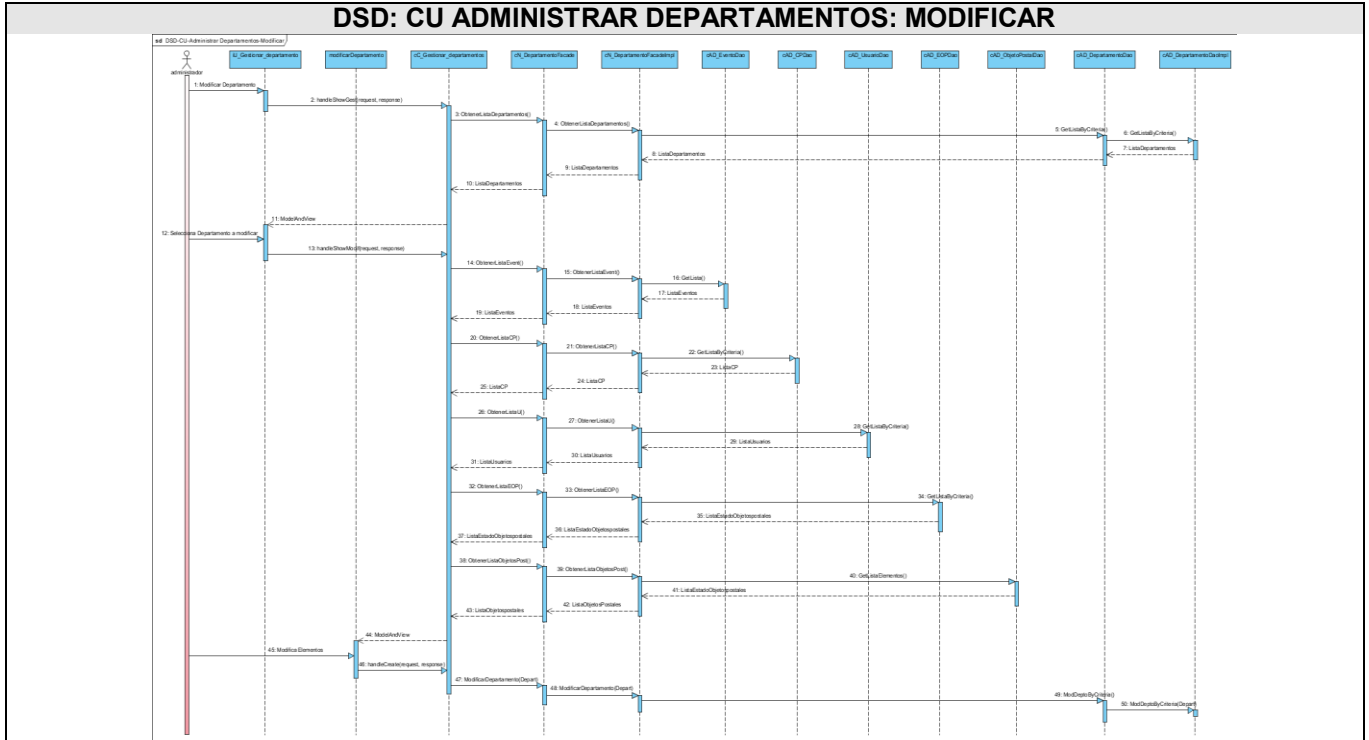 DSD: CU ADMINISTRAR DEPARTAMENTOS: MODIFICAR
sd DSD-CU-Administrar Departamentos-Modificar
administrador
IU_Gestionar_departamento
modificarDepartamento
cC_Gestionar_departamentos
cN_DepartamentoFacade
cN_DepartamentoFacadeImpl
cAD_EventoDao
cAD_CPDao
cAD_UsuarioDao
cAD_EOPDao
cAD_ObjetoPostalDao
cAD_DepartamentoDao
cAD_DepartamentoDaoImpl
1: Modificar Departamento
2: handleShowGest(request, response)
3: ObtenerListaDepartamentos()
4: ObtenerListaDepartamentos()
5: GetListaByCriteria()
6: GetListaByCriteria()
7: ListaDepartamentos
8: ListaDepartamentos
9: ListaDepartamentos
10: ListaDepartamentos
11: ModelAndView
12: Selecciona Departamento a modificar
13: handleShowModif(request, response)
14: ObtenerListaEvent()
15: ObtenerListaEvent()
16: GetLista()
17: ListaEventos
18: ListaEventos
19: ListaEventos
20: ObtenerListaCP()
21: ObtenerListaCP()
22: GetListaByCriteria()
23: ListaCP
24: ListaCP
25: ListaCP
26: ObtenerListaU()
27: ObtenerListaU()
28: GetListaByCriteria()
29: ListaUsuarios
30: ListaUsuarios
31: ListaUsuarios
32: ObtenerListaEOP()
33: ObtenerListaEOP()
34: GetListaByCriteria()
35: ListaEstadoObjetospostales
36: ListaEstadoObjetospostales
37: ListaEstadoObjetospostales
38: ObtenerListaObjetosPost()
39: ObtenerListaObjetosPost()
40: GetListaElementos()
41: ListaEstadoObjetospostales
42: ListaObjetosPostales
43: ListaObjetospostales
44: ModelAndView
45: Modifica Elementos
46: handleCreate(request, response)
47: ModificarDepartamento(Depart)
48: ModificarDepartamento(Depart)
49: ModDeptoByCriteria()
50: ModDeptoByCriteria(Depart)